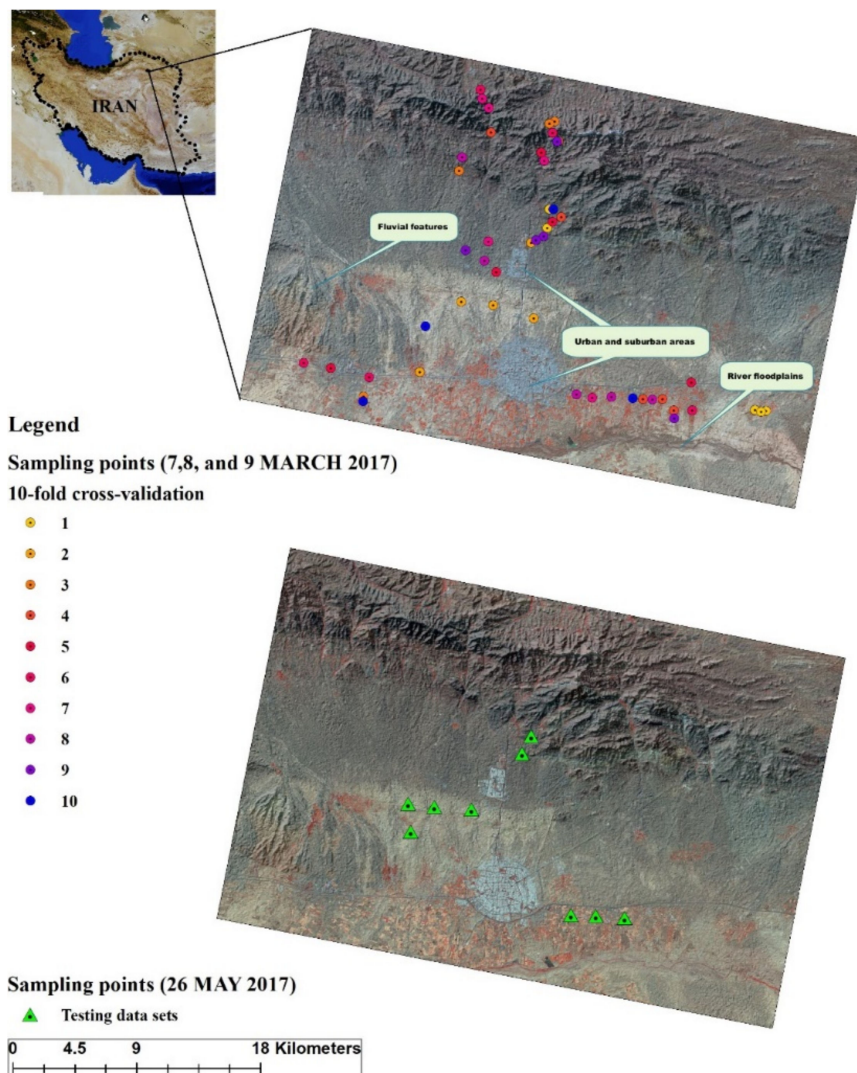 IRAN
Fluvial features
Urban and suburban areas
River floodplains
Legend
Sampling points (7,8, and 9 MARCH 2017)
10-fold cross-validation
1
2
3
4
5
6
7
8
9
10
Sampling points (26 MAY 2017)
Testing data sets
0 4.5 9 18 Kilometers